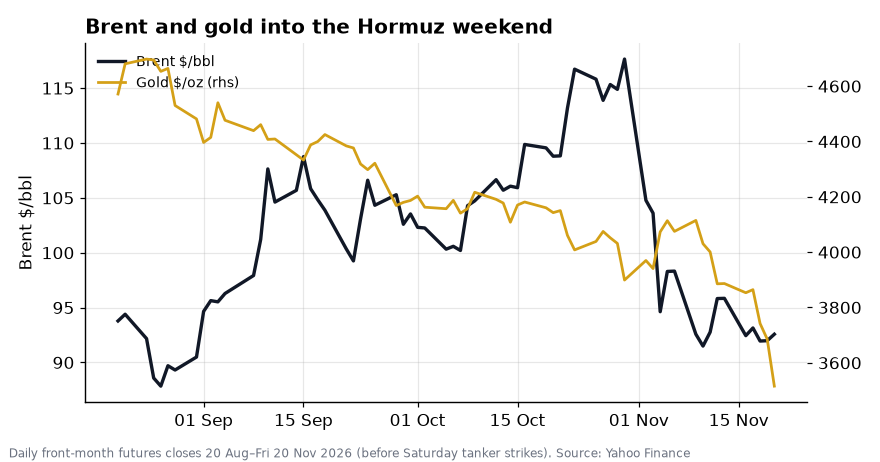 Brent and gold into the Hormuz weekend
Brent $/bbl
Gold $/oz (rhs)
Brent $/bbl
115
110
105
100
95
90
4600
4400
4200
4000
3800
3600
01 Sep
15 Sep
01 Oct
15 Oct
01 Nov
15 Nov
Daily front-month futures closes 20 Aug–Fri 20 Nov 2026 (before Saturday tanker strikes). Source: Yahoo Finance